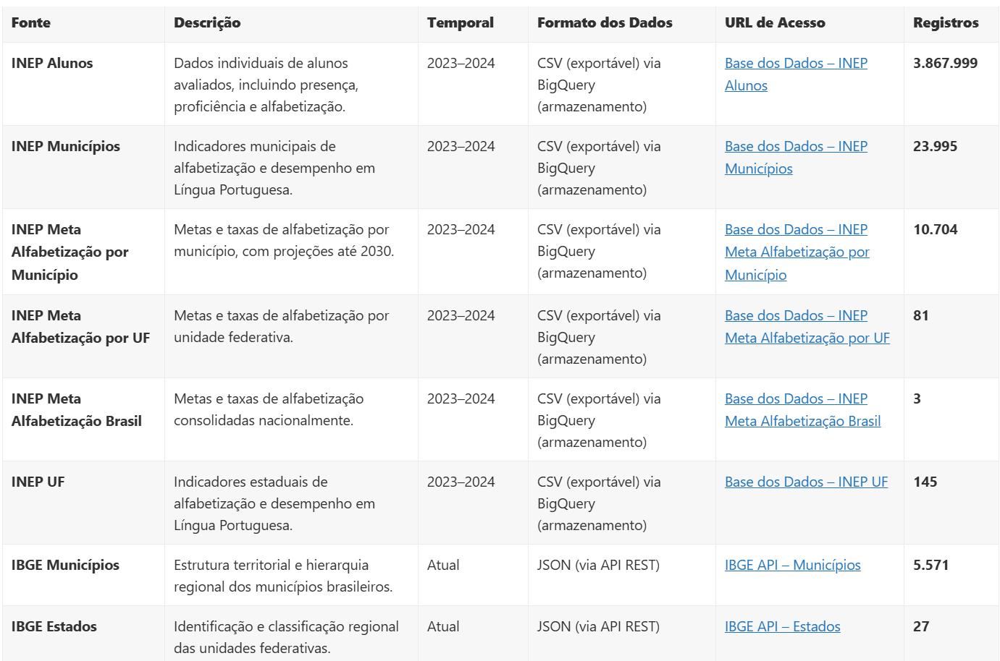 Fonte
Descrição
Temporal
Formato dos Dados
URL de Acesso
Registros
INEP Alunos
Dados individuais de alunos
avaliados, incluindo presença,
proficiência e alfabetização.
2023–2024
CSV (exportável) via
BigQuery
(armazenamento)
Base dos Dados – INEP
Alunos
3.867.999
INEP Municípios
Indicadores municipais de
alfabetização e desempenho em
Língua Portuguesa.
2023–2024
CSV (exportável) via
BigQuery
(armazenamento)
Base dos Dados – INEP
Municípios
23.995
INEP Meta
Alfabetização por
Município
Metas e taxas de alfabetização por
município, com projeções até 2030.
2023–2024
CSV (exportável) via
BigQuery
(armazenamento)
Base dos Dados – INEP
Meta Alfabetização por
Município
10.704
INEP Meta
Alfabetização por UF
Metas e taxas de alfabetização por
unidade federativa.
2023–2024
CSV (exportável) via
BigQuery
(armazenamento)
Base dos Dados – INEP
Meta Alfabetização por UF
81
INEP Meta
Alfabetização Brasil
Metas e taxas de alfabetização
consolidadas nacionalmente.
2023–2024
CSV (exportável) via
BigQuery
(armazenamento)
Base dos Dados – INEP
Meta Alfabetização Brasil
3
INEP UF
Indicadores estaduais de
alfabetização e desempenho em
Língua Portuguesa.
2023–2024
CSV (exportável) via
BigQuery
(armazenamento)
Base dos Dados – INEP UF
145
IBGE Municípios
Estrutura territorial e hierarquia
regional dos municípios brasileiros.
Atual
JSON (via API REST)
IBGE API – Municípios
5.571
IBGE Estados
Identificação e classificação regional
das unidades federativas.
Atual
JSON (via API REST)
IBGE API – Estados
27